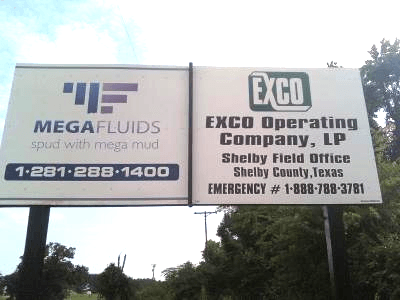 MEGAFLUIDS
spud with mega mud
1·281·288·1400
EXCO
EXCO Operating
Company, LP
Shelby Field Office
Shelby County,Texas
EMERGENCY # 1·888·788·3781